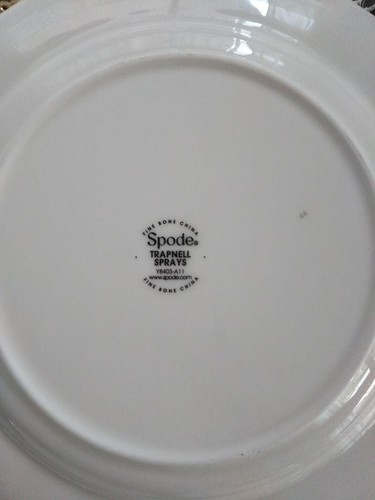 FINE BONE CHINA
Spode®
TRAPNELL
SPRAYS
Y8403-A11
www.spode.com
FINE BONE CHINA